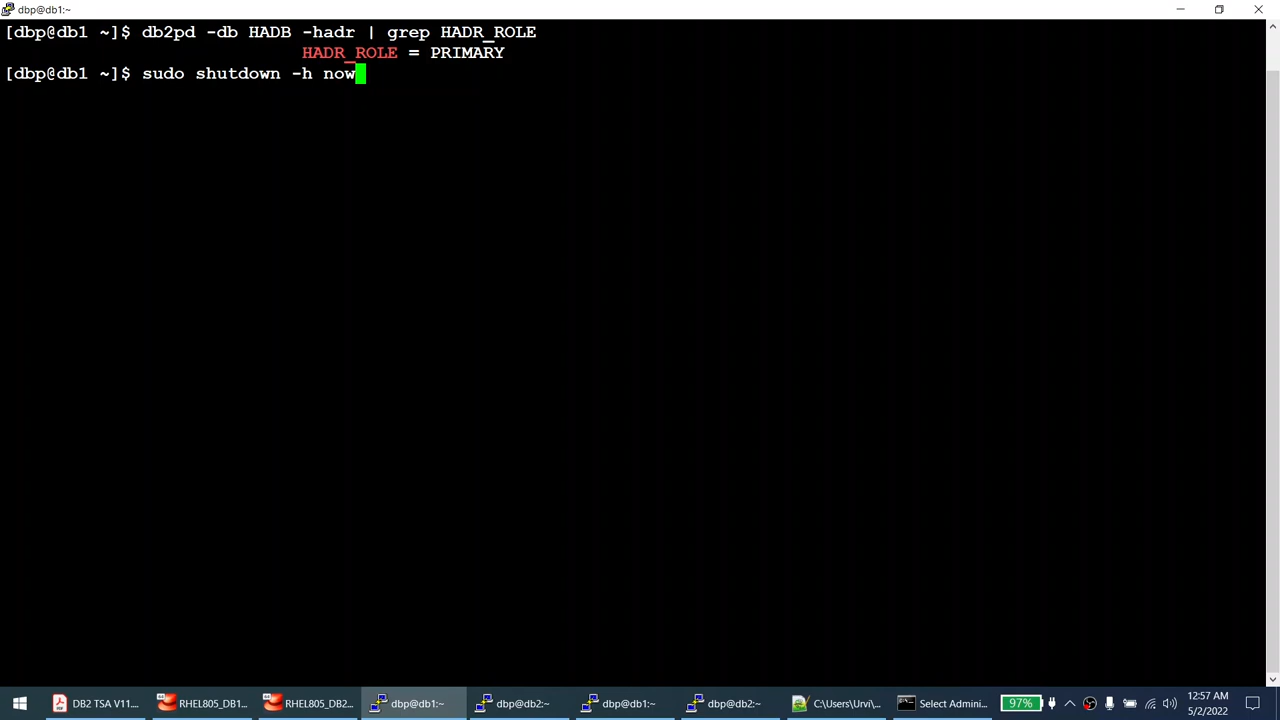 dbp@db1:~
[dbp@db1 ~]$ db2pd -db HADB -hadr | grep HADR_ROLE
HADR_ROLE = PRIMARY
[dbp@db1 ~]$ sudo shutdown -h now
DB2 TSA V11....
RHEL805_DB1...
RHEL805_DB2...
dbp@db1:~
dbp@db2:~
dbp@db1:~
dbp@db2:~
C:\Users\Urvi\...
Select Admini...
97%
12:57 AM
5/2/2022